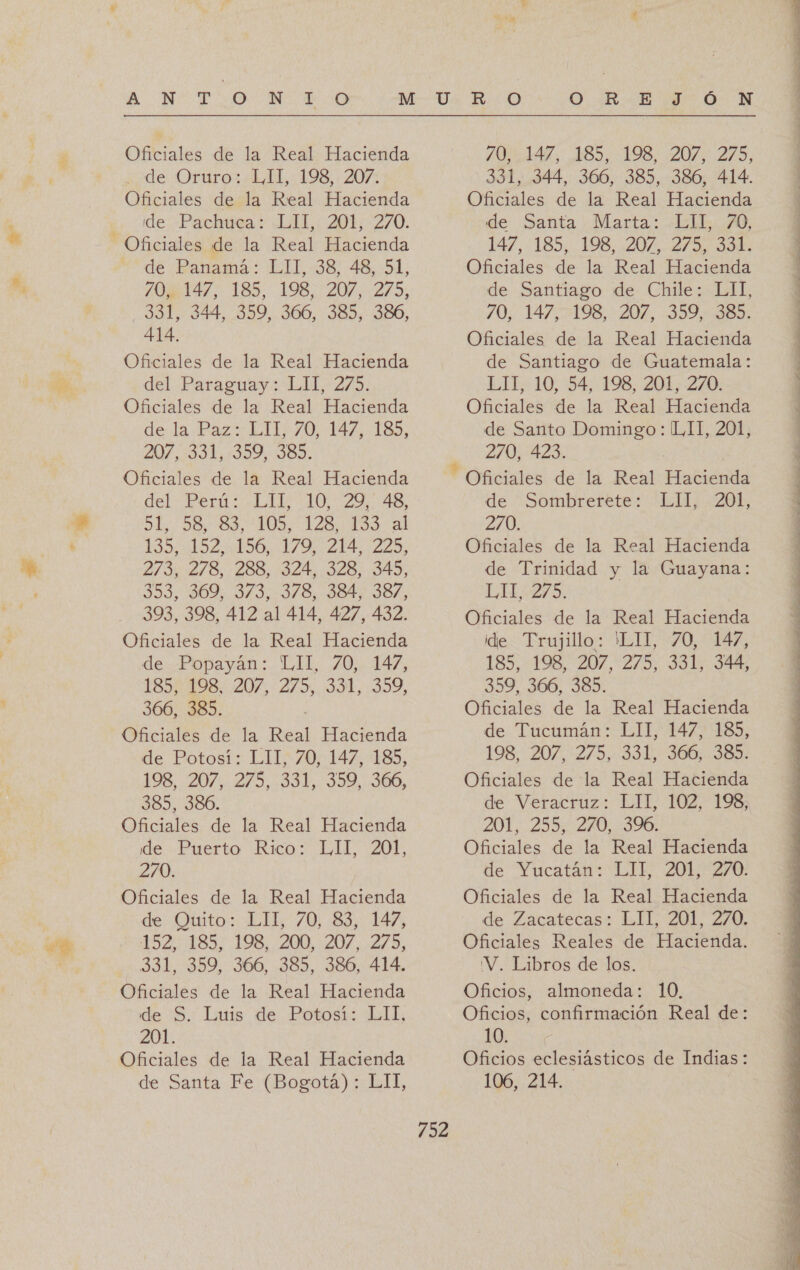 ANTONIO MURO OREJÓN
Oficiales de la Real Hacienda
de Oruro: LII, 198, 207.
Oficiales de la Real Hacienda
de Pachuca: LII, 201, 270.
Oficiales de la Real Hacienda
de Panamá: LII, 38, 48, 51,
70, 147, 185, 198, 207, 275,
331, 344, 359, 366, 385, 386,
414.
Oficiales de la Real Hacienda
del Paraguay: LII, 275.
Oficiales de la Real Hacienda
de la Paz: LII, 70, 147, 185,
207, 331, 359, 385.
Oficiales de la Real Hacienda
del Perú: LII, 10, 29, 48,
51, 58, 83, 105, 128, 133 al
135, 152, 156, 179, 214, 225,
273, 278, 288, 324, 328, 345,
353, 369, 373, 378, 384, 387,
393, 398, 412 al 414, 427, 432.
Oficiales de la Real Hacienda
de Popayán: LII, 70, 147,
185, 198, 207, 275, 331, 359,
366, 385.
Oficiales de la Real Hacienda
de Potosí: LII, 70, 147, 185,
198, 207, 275, 331, 359, 366,
385, 386.
Oficiales de la Real Hacienda
de Puerto Rico: LII, 201,
270.
Oficiales de la Real Hacienda
de Quito: LII, 70, 83, 147,
152, 185, 198, 200, 207, 275,
331, 359, 366, 385, 386, 414.
Oficiales de la Real Hacienda
de S. Luis de Potosí: LII,
201.
Oficiales de la Real Hacienda
de Santa Fe (Bogotá): LII,
70, 147, 185, 198, 207, 275,
331, 344, 366, 385, 386, 414.
Oficiales de la Real Hacienda
de Santa Marta: LII, 70,
147, 185, 198, 207, 275, 331.
Oficiales de la Real Hacienda
de Santiago de Chile: LII,
70, 147, 198, 207, 359, 385.
Oficiales de la Real Hacienda
de Santiago de Guatemala:
LII, 10, 54, 198, 201, 270.
Oficiales de la Real Hacienda
de Santo Domingo: LII, 201,
270, 423.
Oficiales de la Real Hacienda
de Sombrerete: LII, 201,
270.
Oficiales de la Real Hacienda
de Trinidad y la Guayana:
LII, 275.
Oficiales de la Real Hacienda
de Trujillo: LII, 70, 147,
185, 198, 207, 275, 331, 344,
359, 366, 385.
Oficiales de la Real Hacienda
de Tucumán: LII, 147, 185,
198, 207, 275, 331, 366, 385.
Oficiales de la Real Hacienda
de Veracruz: LII, 102, 198,
201, 255, 270, 396.
Oficiales de la Real Hacienda
de Yucatán: LII, 201, 270.
Oficiales de la Real Hacienda
de Zacatecas: LII, 201, 270.
Oficiales Reales de Hacienda.
V. Libros de los.
Oficios, almoneda: 10.
Oficios, confirmación Real de:
10.
Oficios eclesiásticos de Indias:
106, 214.
752